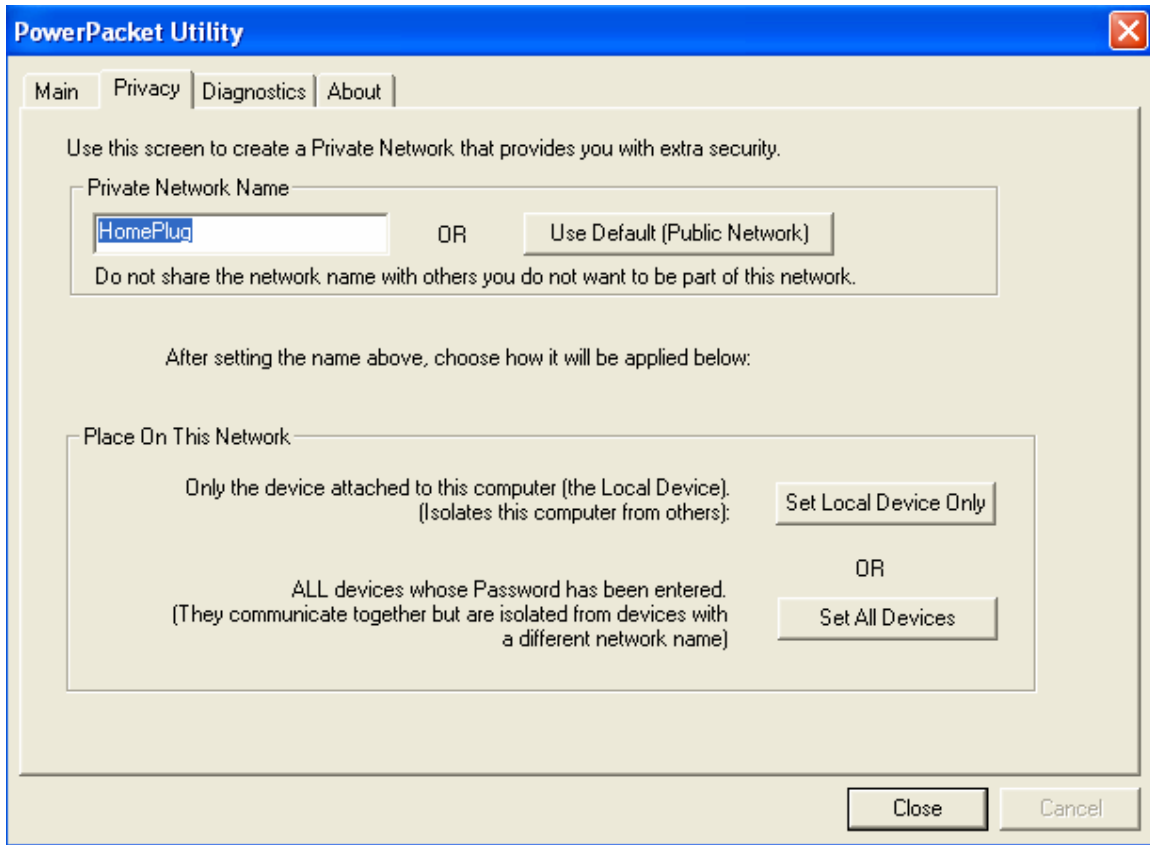 PowerPacket Utility
Main Privacy Diagnostics About
Use this screen to create a Private Network that provides you with extra security.
Private Network Name
HomePlug OR Use Default (Public Network)
Do not share the network name with others you do not want to be part of this network.
After setting the name above, choose how it will be applied below:
Place On This Network
Only the device attached to this computer (the Local Device).
(Isolates this computer from others):
Set Local Device Only
OR
ALL devices whose Password has been entered.
(They communicate together but are isolated from devices with
a different network name)
Set All Devices
Close Cancel